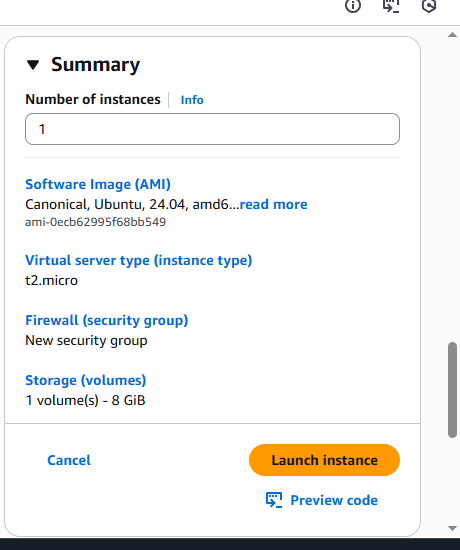 Summary
Number of instances Info
1
Software Image (AMI)
Canonical, Ubuntu, 24.04, amd6...read more
ami-0ecb62995f68bb549
Virtual server type (instance type)
t2.micro
Firewall (security group)
New security group
Storage (volumes)
1 volume(s) - 8 GiB
Cancel Launch instance
Preview code